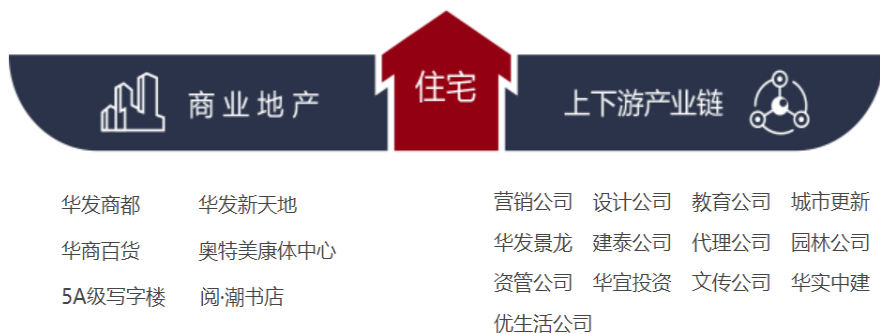 商业地产
住宅
上下游产业链
华发商都 华发新天地
华商百货 奥特美康体中心
5A级写字楼 阅·潮书店
营销公司 设计公司 教育公司 城市更新
华发景龙 建泰公司 代理公司 园林公司
资管公司 华宜投资 文传公司 华实中建
优生活公司